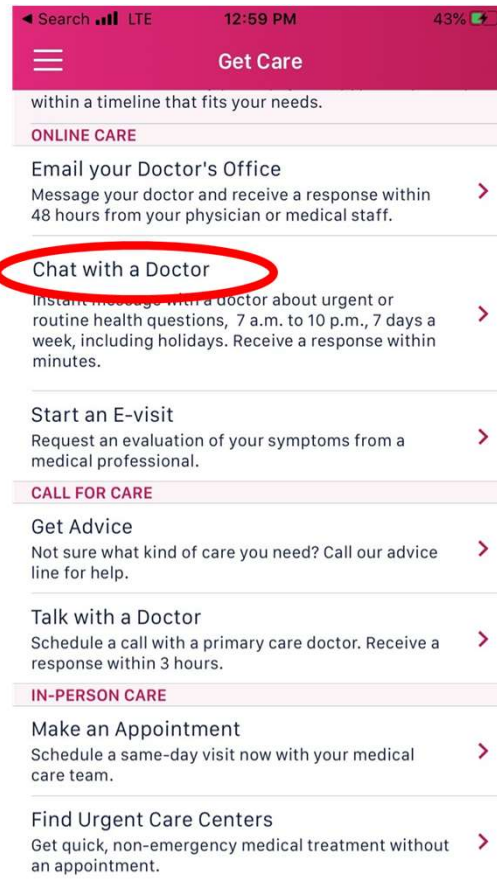 Search LTE 12:59 PM 43%
Get Care
within a timeline that fits your needs.
ONLINE CARE
Email your Doctor's Office
Message your doctor and receive a response within
48 hours from your physician or medical staff.
Chat with a Doctor
Instant message with a doctor about urgent or
routine health questions, 7 a.m. to 10 p.m., 7 days a
week, including holidays. Receive a response within
minutes.
Start an E-visit
Request an evaluation of your symptoms from a
medical professional.
CALL FOR CARE
Get Advice
Not sure what kind of care you need? Call our advice
line for help.
Talk with a Doctor
Schedule a call with a primary care doctor. Receive a
response within 3 hours.
IN-PERSON CARE
Make an Appointment
Schedule a same-day visit now with your medical
care team.
Find Urgent Care Centers
Get quick, non-emergency medical treatment without
an appointment.